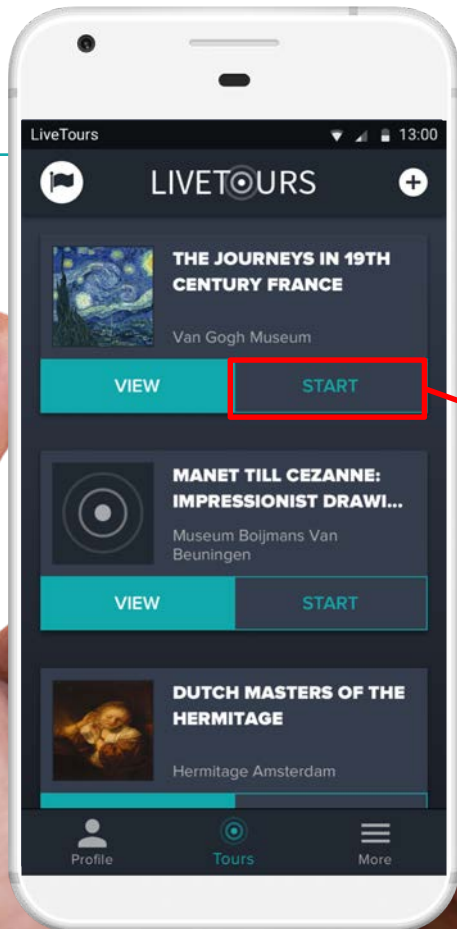 LiveTours 13:00
LIVETOURS
THE JOURNEYS IN 19TH
CENTURY FRANCE
Van Gogh Museum
VIEW START
MANET TILL CEZANNE:
IMPRESSIONIST DRAWI...
Museum Boijmans Van
Beuningen
VIEW START
DUTCH MASTERS OF THE
HERMITAGE
Hermitage Amsterdam
Profile Tours More